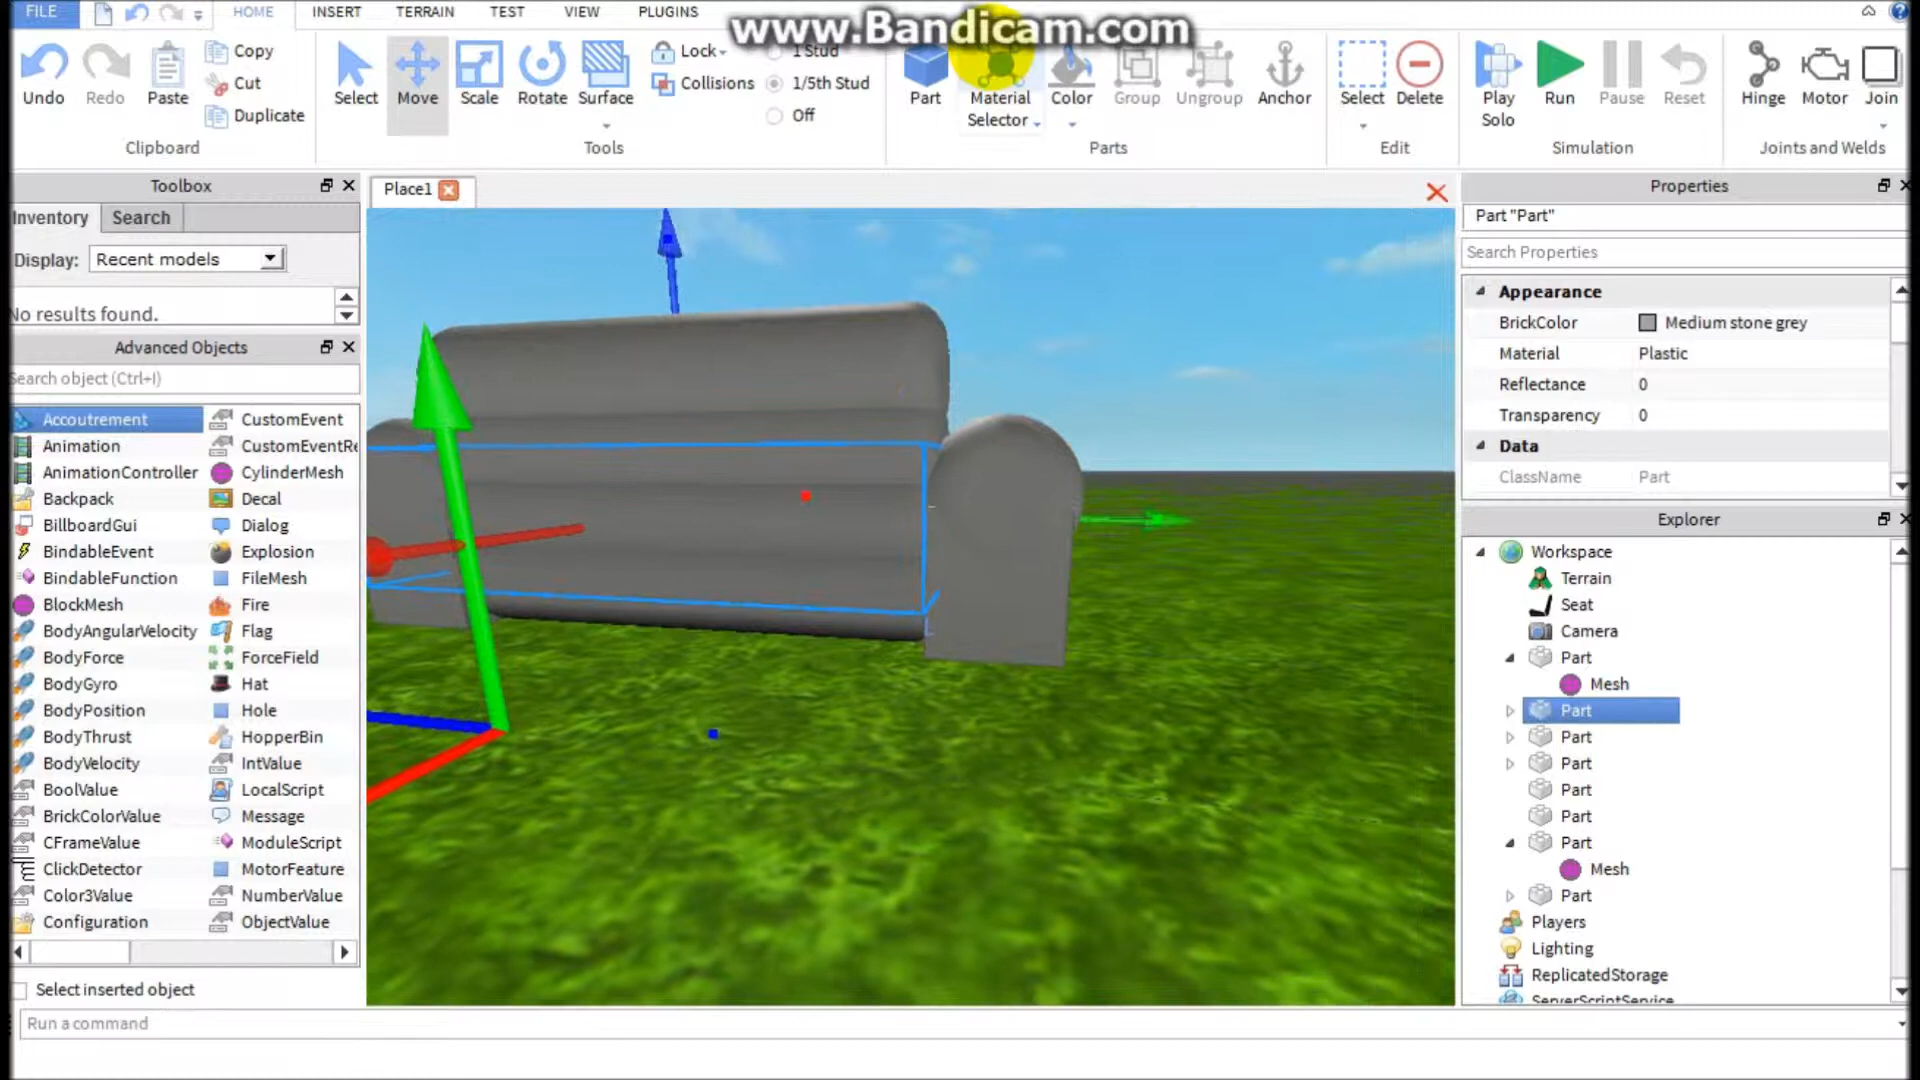 FILE
HOME
INSERT
TERRAIN
TEST
VIEW
PLUGINS
www.Bandicam.com
Undo
Redo
Paste
Copy
Cut
Duplicate
Clipboard
Select
Move
Scale
Rotate
Surface
Lock
Collisions
1 Stud
1/5th Stud
Off
Tools
Part
Material Selector
Color
Group
Ungroup
Anchor
Parts
Select
Delete
Edit
Play Solo
Run
Pause
Reset
Simulation
Hinge
Motor
Join
Joints and Welds
Toolbox
Inventory
Search
Display:
Recent models
No results found.
Advanced Objects
Search object (Ctrl+I)
Accoutrement
Animation
AnimationController
Backpack
BillboardGui
BindableEvent
BindableFunction
BlockMesh
BodyAngularVelocity
BodyForce
BodyGyro
BodyPosition
BodyThrust
BodyVelocity
BoolValue
BrickColorValue
CFrameValue
ClickDetector
Color3Value
Configuration
CustomEvent
CustomEventRe
CylinderMesh
Decal
Dialog
Explosion
FileMesh
Fire
Flag
ForceField
Hat
Hole
HopperBin
IntValue
LocalScript
Message
ModuleScript
MotorFeature
NumberValue
ObjectValue
Select inserted object
Run a command
Place1
Properties
Part "Part"
Search Properties
Appearance
BrickColor Medium stone grey
Material Plastic
Reflectance 0
Transparency 0
Data
ClassName Part
Explorer
Workspace
Terrain
Seat
Camera
Part
Mesh
Part
Part
Part
Part
Part
Part
Mesh
Part
Players
Lighting
ReplicatedStorage
ServerScriptService